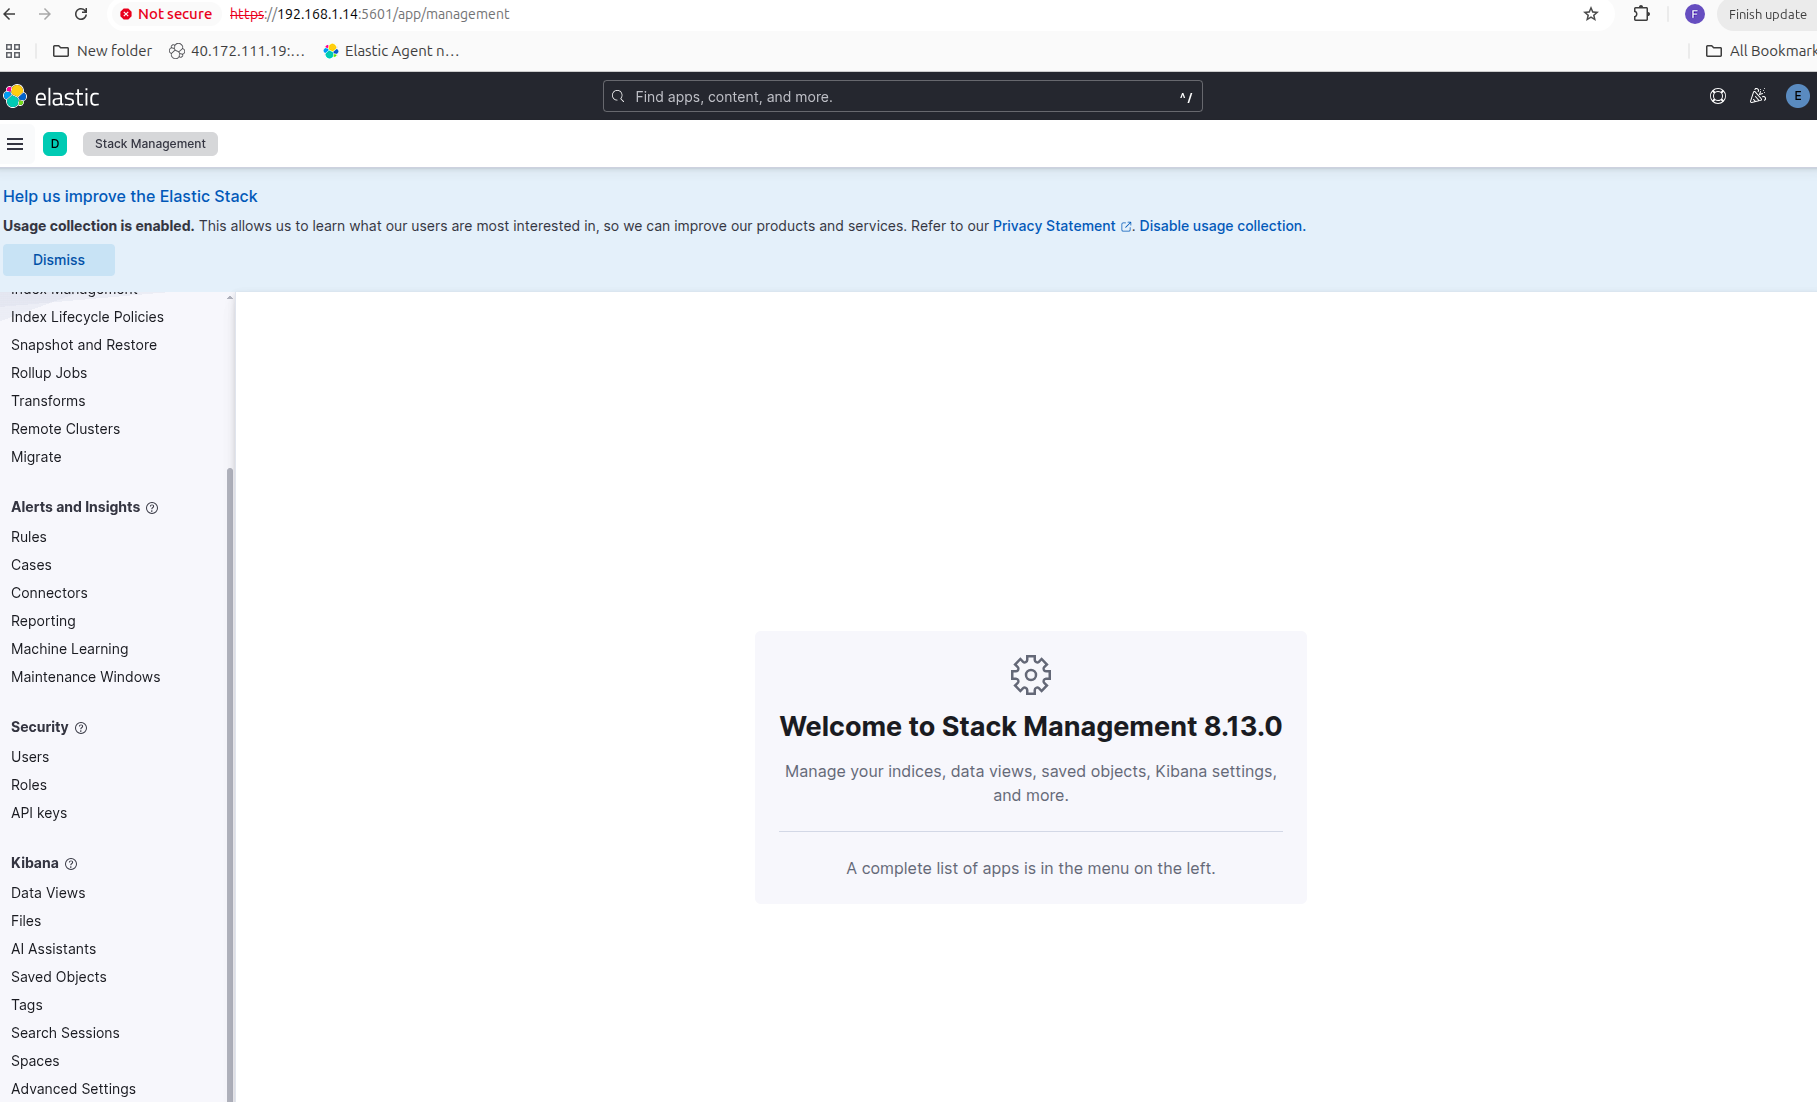 Not secure https://192.168.1.14:5601/app/management F Finish update
New folder 40.172.111.19:... Elastic Agent n... All Bookmark
elastic Find apps, content, and more. ^/ E
D Stack Management
Help us improve the Elastic Stack
Usage collection is enabled. This allows us to learn what our users are most interested in, so we can improve our products and services. Refer to our Privacy Statement. Disable usage collection.
Dismiss
Index Management
Index Lifecycle Policies
Snapshot and Restore
Rollup Jobs
Transforms
Remote Clusters
Migrate
Alerts and Insights
Rules
Cases
Connectors
Reporting
Machine Learning
Maintenance Windows
Security
Users
Roles
API keys
Kibana
Data Views
Files
AI Assistants
Saved Objects
Tags
Search Sessions
Spaces
Advanced Settings
Welcome to Stack Management 8.13.0
Manage your indices, data views, saved objects, Kibana settings,
and more.
A complete list of apps is in the menu on the left.